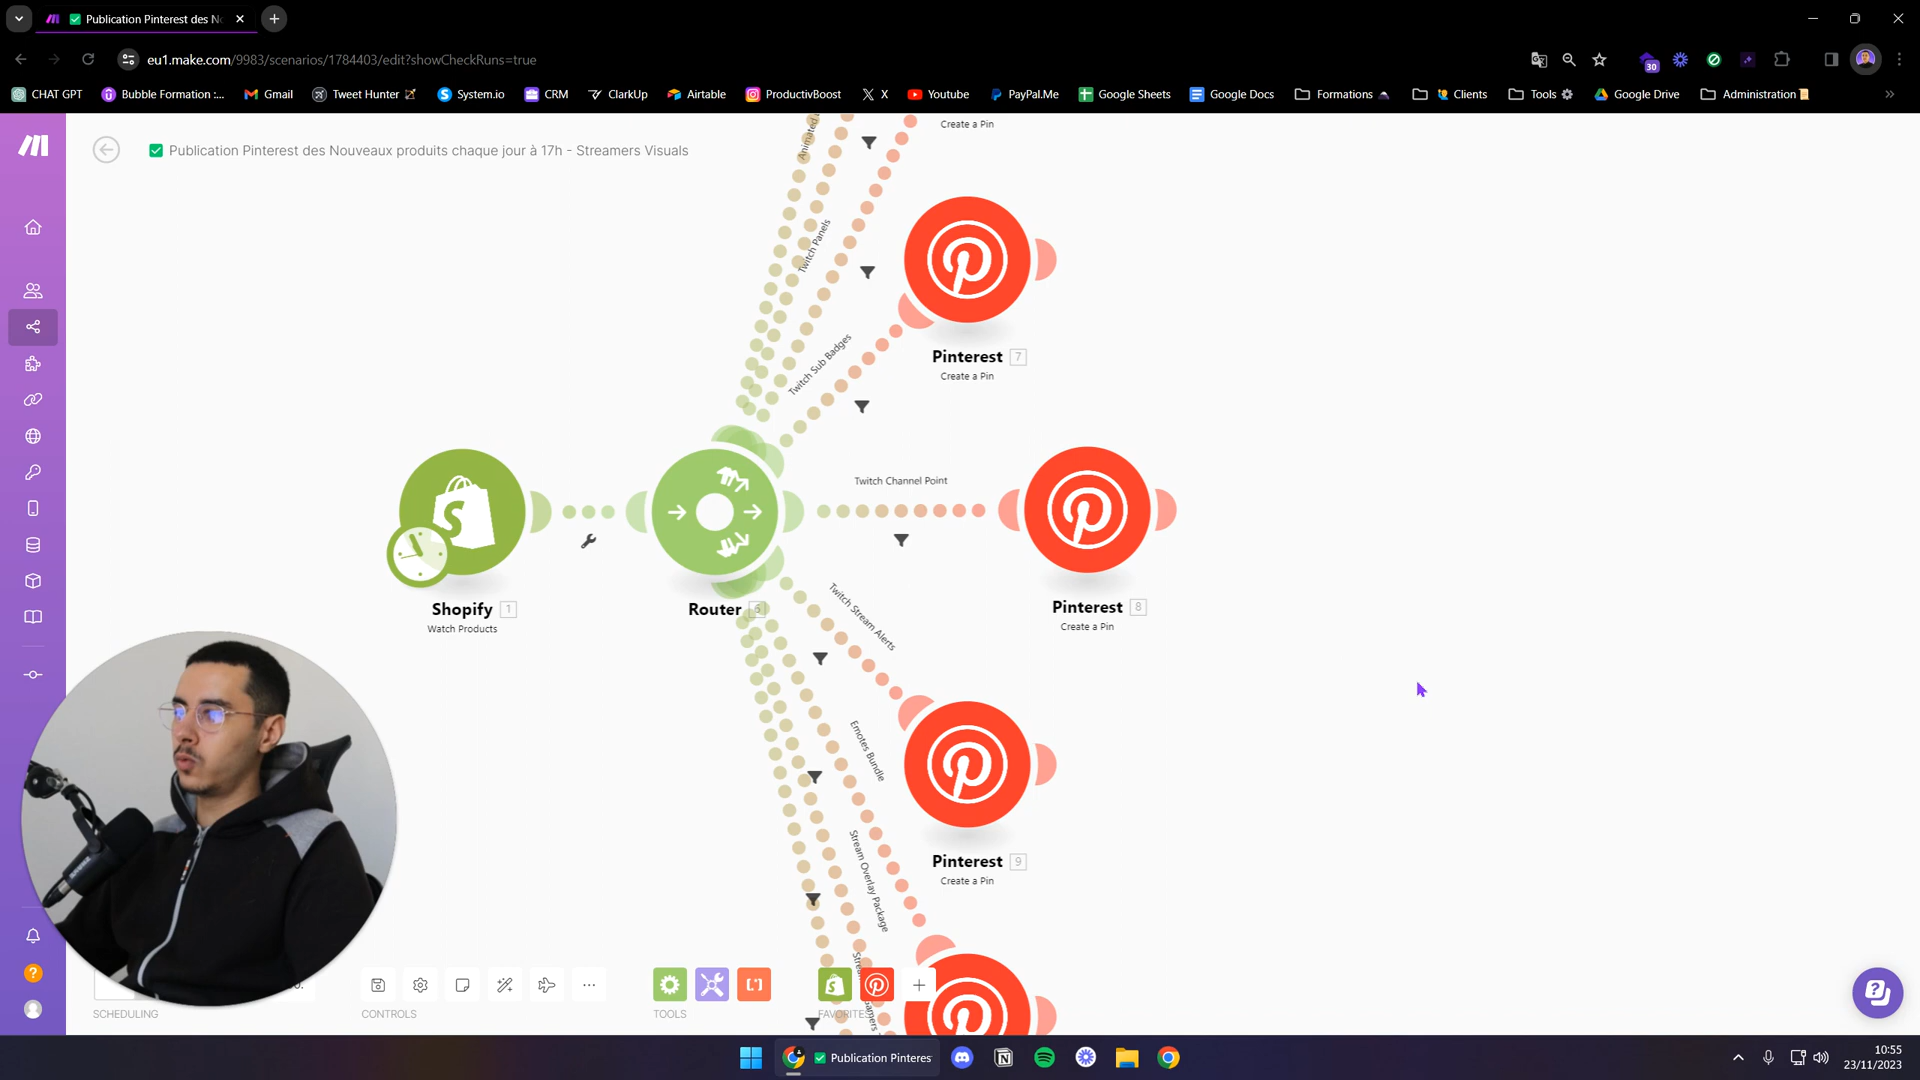 Publication Pinterest des N
eu1.make.com/9983/scenarios/1784403/edit?showCheckRuns=true
30
CHAT GPT
Bubble Formation :...
Gmail
Tweet Hunter
System.io
CRM
ClarkUp
Airtable
ProductivBoost
X
Youtube
PayPal.Me
Google Sheets
Google Docs
Formations
Clients
Tools
Google Drive
Administration
Publication Pinterest des Nouveaux produits chaque jour à 17h - Streamers Visuals
Create a Pin
Animated
Twitch Panels
Twitch Sub Badges
Pinterest 7
Create a Pin
Twitch Channel Point
Shopify 1
Watch Products
Router 6
Pinterest 8
Create a Pin
Twitch Stream Alerts
Emotes Bundle
Stream Overlay Package
Pinterest 9
Create a Pin
SCHEDULING
CONTROLS
TOOLS
FAVORITES
Publication Pinteres
10:55
23/11/2023